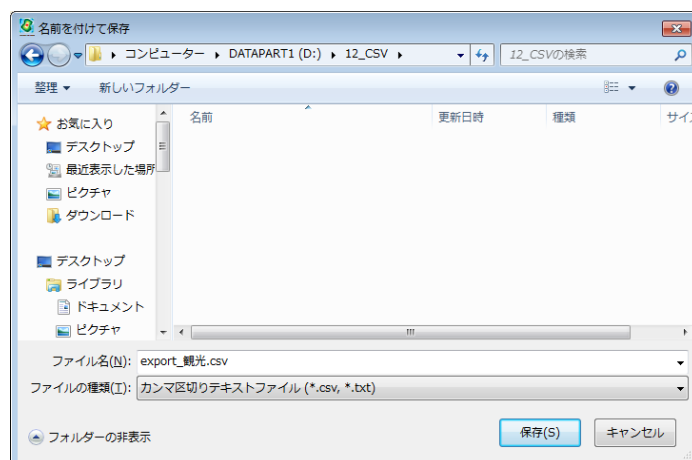 名前を付けて保存
コンピューター ▸ DATAPART1 (D:) ▸ 12_CSV ▸
12_CSVの検索
整理 新しいフォルダー
名前 更新日時 種類 サイズ
お気に入り
デスクトップ
最近表示した場所
ピクチャ
ダウンロード
デスクトップ
ライブラリ
ドキュメント
ピクチャ
ファイル名(N): export_観光.csv
ファイルの種類(T): カンマ区切りテキストファイル (*.csv, *.txt)
フォルダーの非表示
保存(S) キャンセル